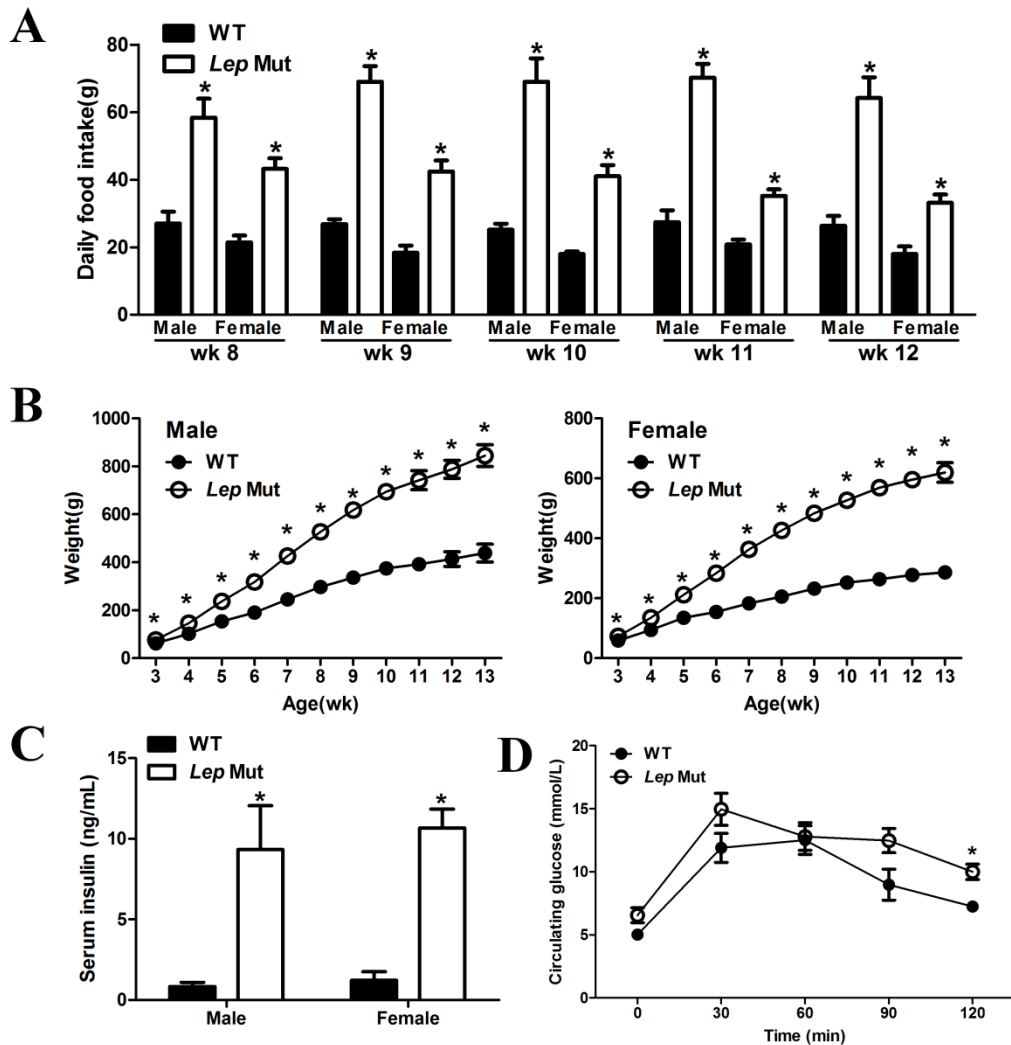 A
WT
Lep Mut
Daily food intake(g)
80
60
40
20
0
* * * * * * * * * *
Male Female Male Female Male Female Male Female Male Female
wk 8 wk 9 wk 10 wk 11 wk 12
B
Male
WT
Lep Mut
Weight(g)
1000
800
600
400
200
0
* * * * * * * * * * *
3 4 5 6 7 8 9 10 11 12 13
Age(wk)
Female
WT
Lep Mut
Weight(g)
800
600
400
200
0
* * * * * * * * * * *
3 4 5 6 7 8 9 10 11 12 13
Age(wk)
C
WT
Lep Mut
Serum insulin (ng/mL)
15
10
5
0
* *
Male Female
D
WT
Lep Mut
Circulating glucose (mmol/L)
20
15
10
5
0
*
0 30 60 90 120
Time (min)